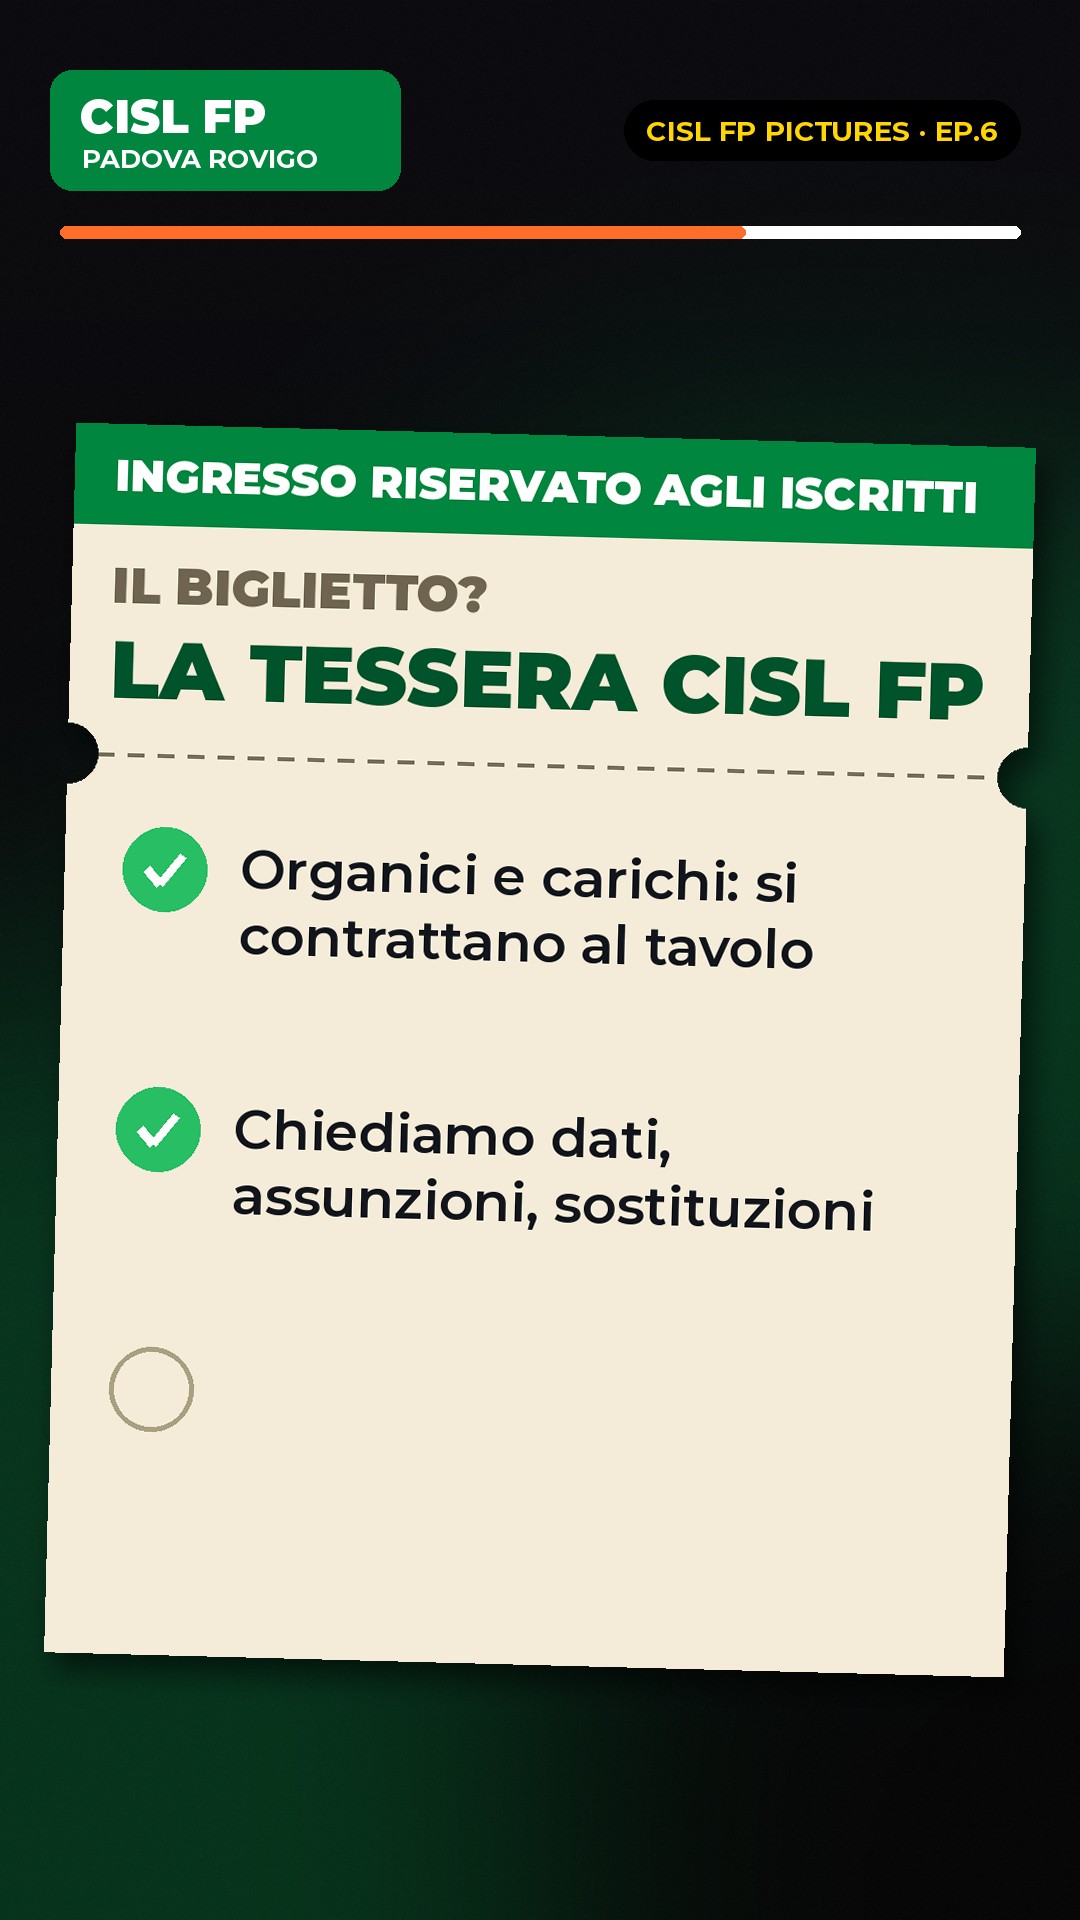 CISL FP
PADOVA ROVIGO
CISL FP PICTURES · EP.6
INGRESSO RISERVATO AGLI ISCRITTI
IL BIGLIETTO?
LA TESSERA CISL FP
Organici e carichi: si
contrattano al tavolo
Chiediamo dati,
assunzioni, sostituzioni